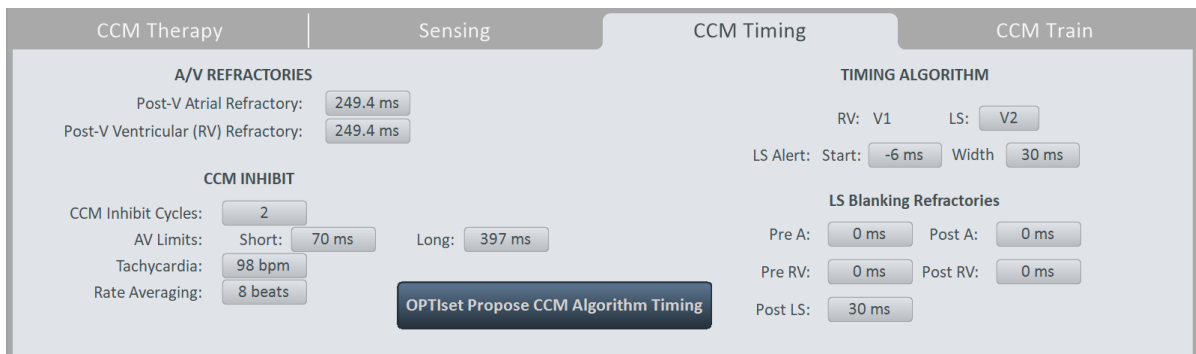 CCM Therapy Sensing CCM Timing CCM Train
A/V REFRACTORIES
Post-V Atrial Refractory: 249.4 ms
Post-V Ventricular (RV) Refractory: 249.4 ms
CCM INHIBIT
CCM Inhibit Cycles: 2
AV Limits: Short: 70 ms Long: 397 ms
Tachycardia: 98 bpm
Rate Averaging: 8 beats
OPTIset Propose CCM Algorithm Timing
TIMING ALGORITHM
RV: V1 LS: V2
LS Alert: Start: -6 ms Width 30 ms
LS Blanking Refractories
Pre A: 0 ms Post A: 0 ms
Pre RV: 0 ms Post RV: 0 ms
Post LS: 30 ms